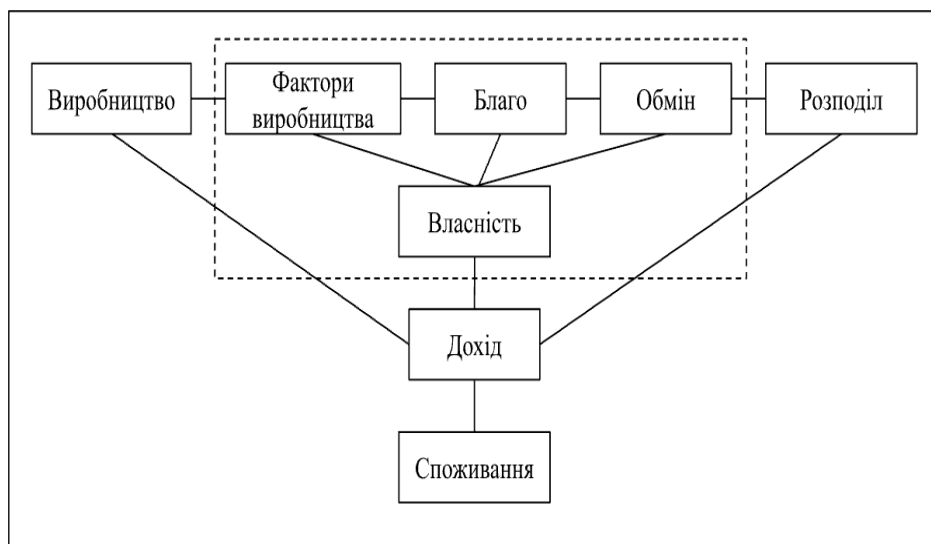 Виробництво
Фактори
виробництва
Благо
Обмін
Розподіл
Власність
Дохід
Споживання